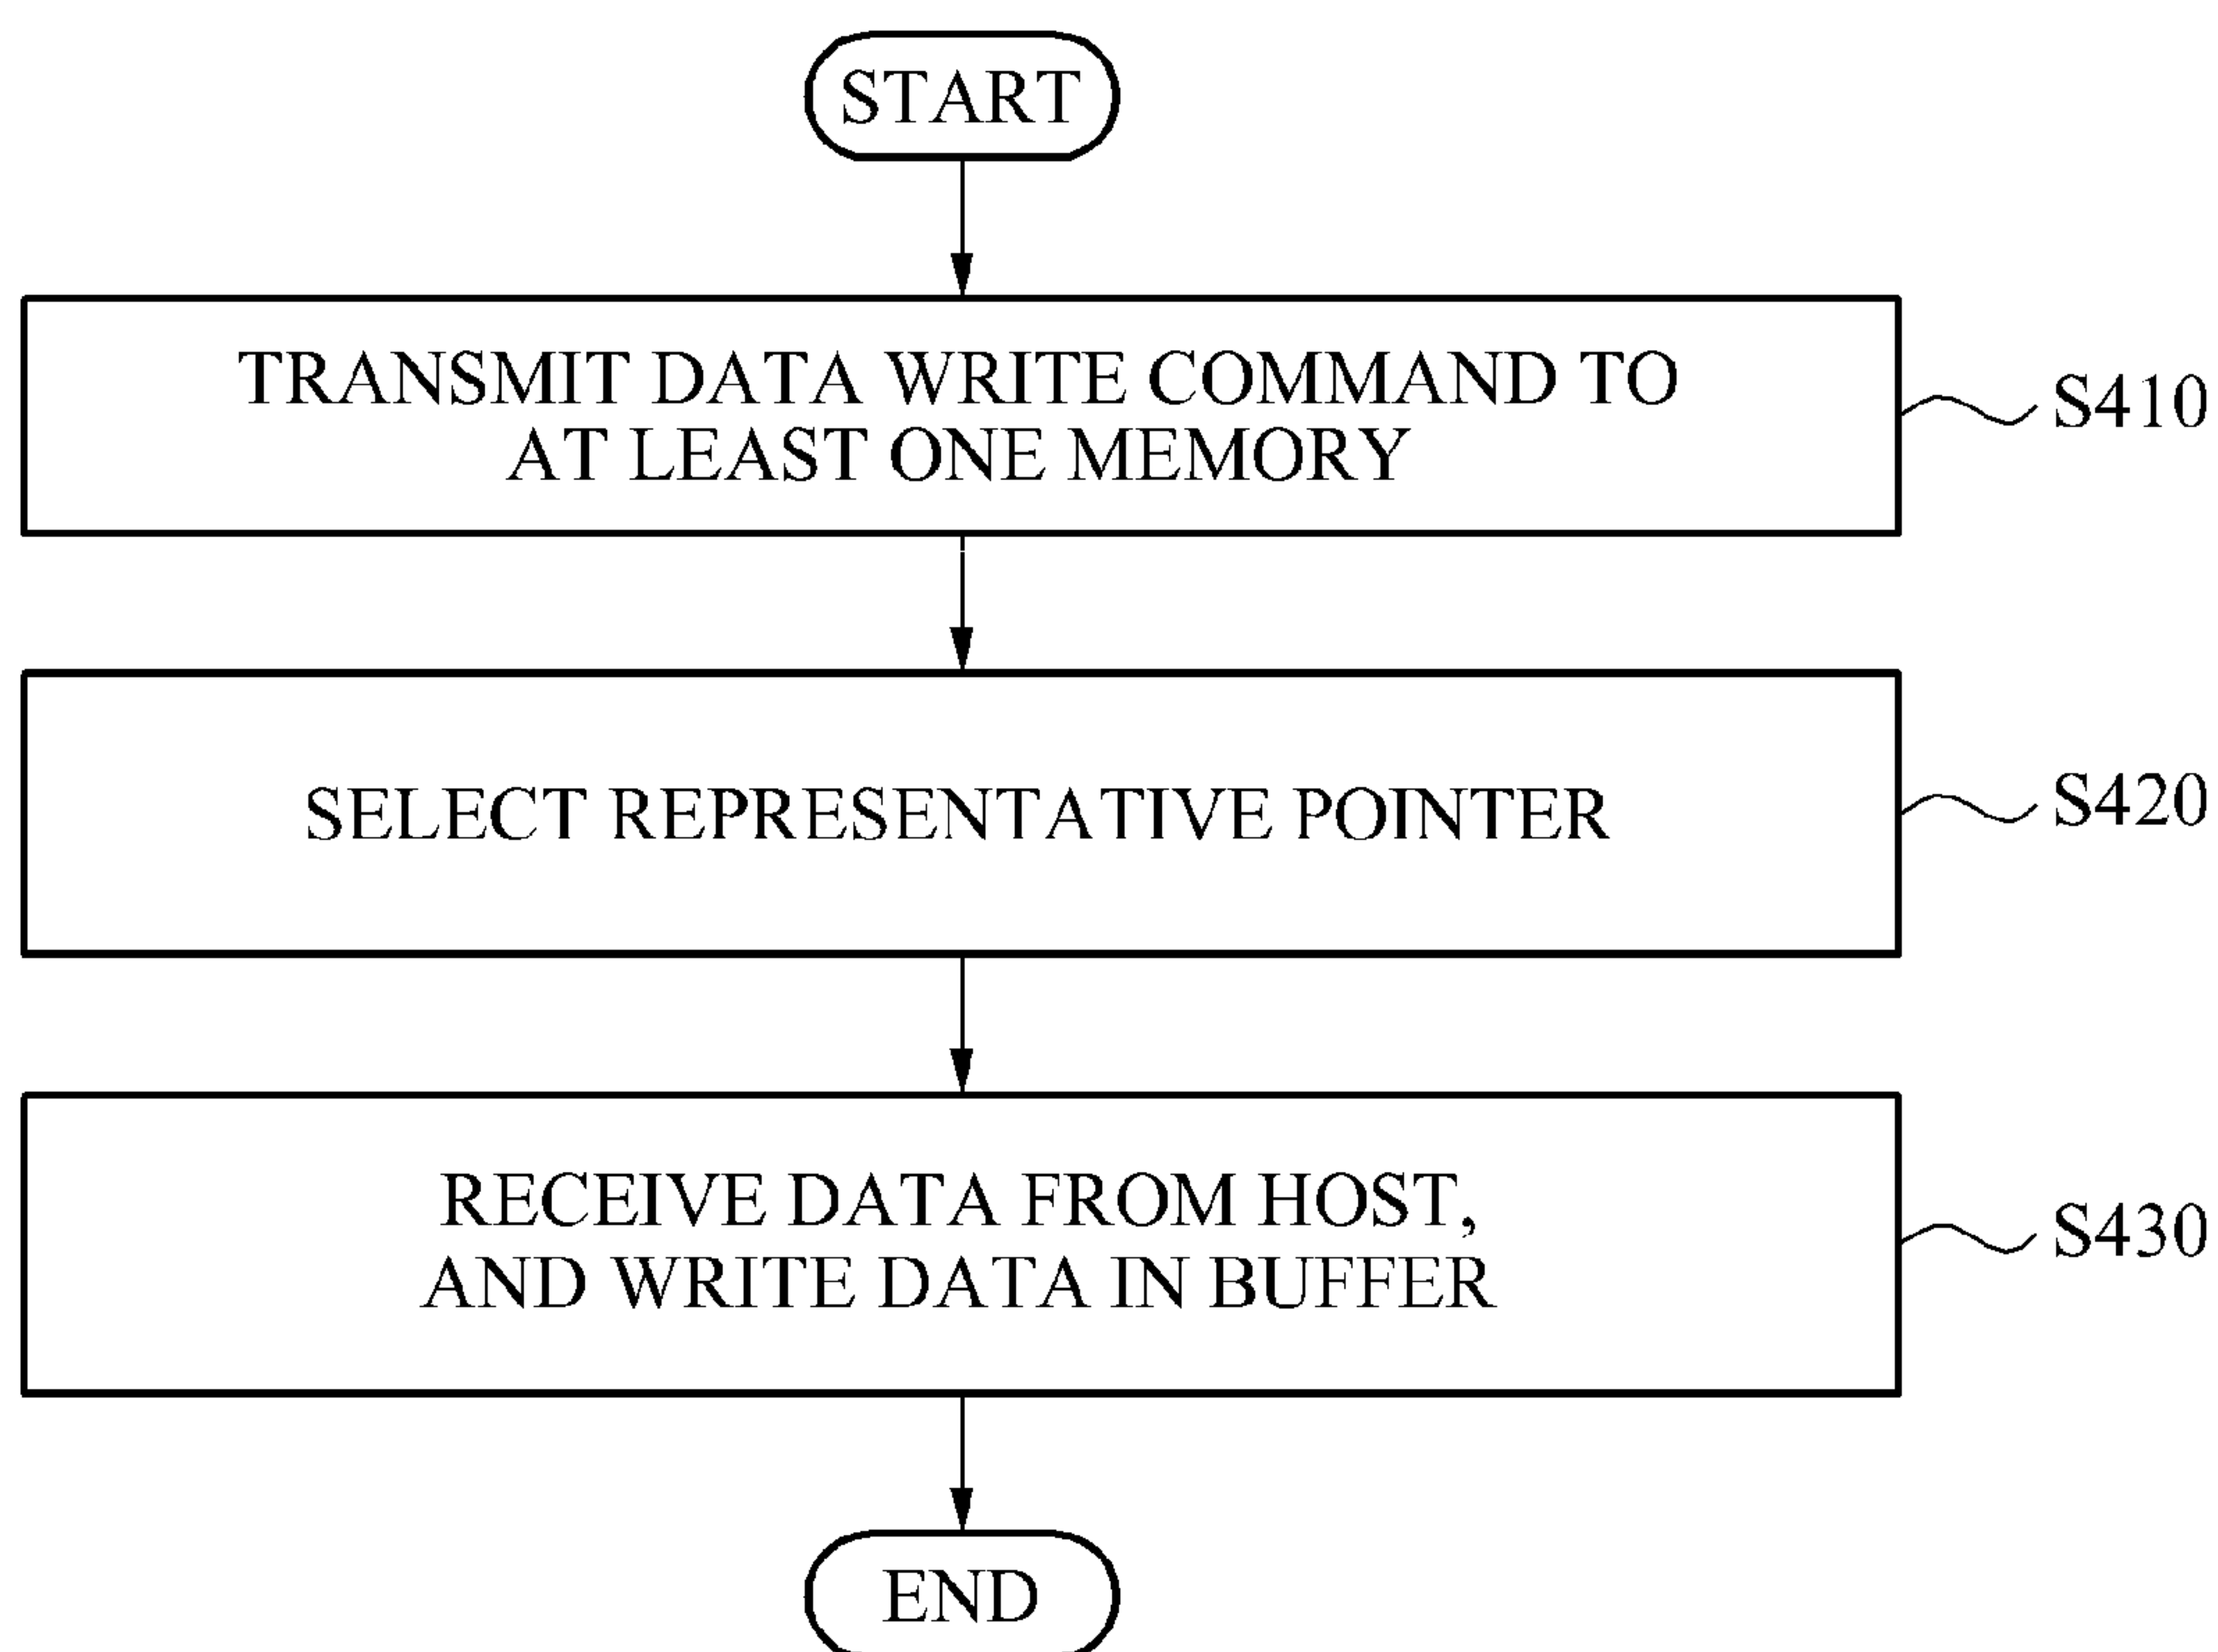 START
TRANSMIT DATA WRITE COMMAND TO
AT LEAST ONE MEMORY
S410
SELECT REPRESENTATIVE POINTER
S420
RECEIVE DATA FROM HOST,
AND WRITE DATA IN BUFFER
S430
END